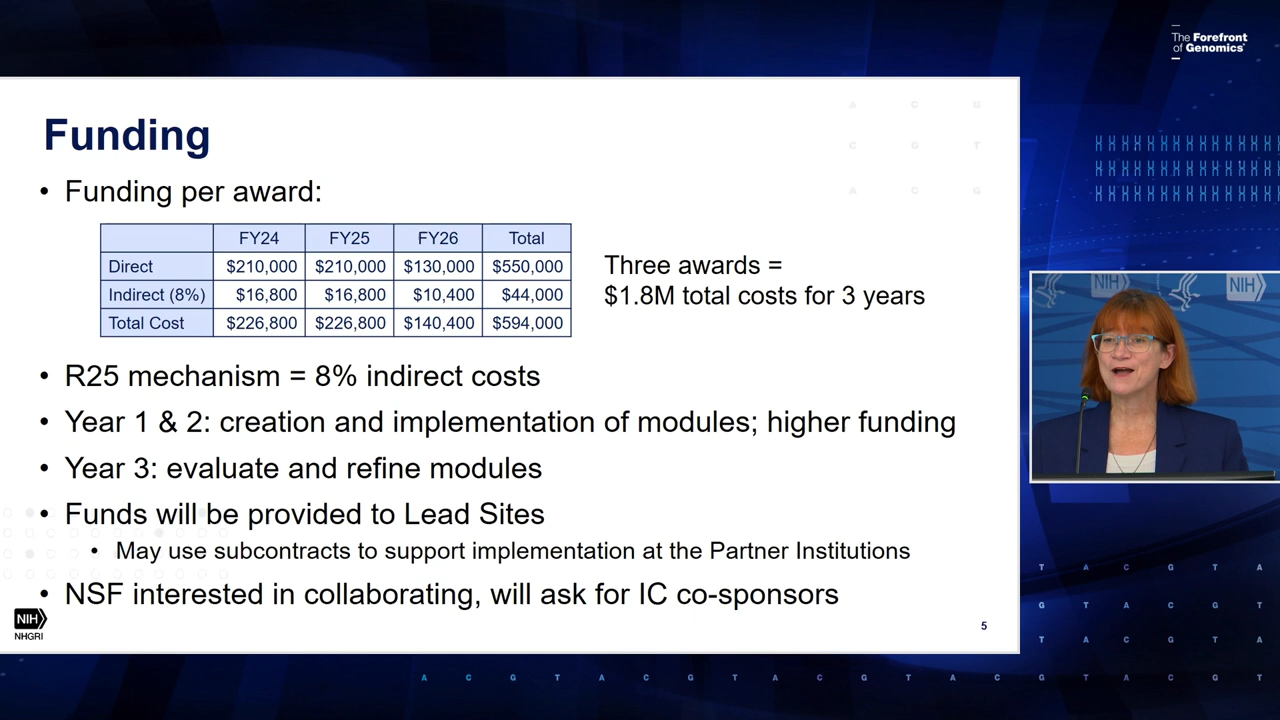 The Forefront
of Genomics®
A C G
C G T
A C G
Funding
• Funding per award:
FY24 FY25 FY26 Total
Direct $210,000 $210,000 $130,000 $550,000
Indirect (8%) $16,800 $16,800 $10,400 $44,000
Total Cost $226,800 $226,800 $140,400 $594,000
Three awards =
$1.8M total costs for 3 years
• R25 mechanism = 8% indirect costs
• Year 1 & 2: creation and implementation of modules; higher funding
• Year 3: evaluate and refine modules
• Funds will be provided to Lead Sites
• May use subcontracts to support implementation at the Partner Institutions
• NSF interested in collaborating, will ask for IC co-sponsors
NIH
NHGRI
5
NIH
NIH
T A C G T A
G T A C G T
T A C G T A
A C G T A C G T A C G T A C G T A C G T